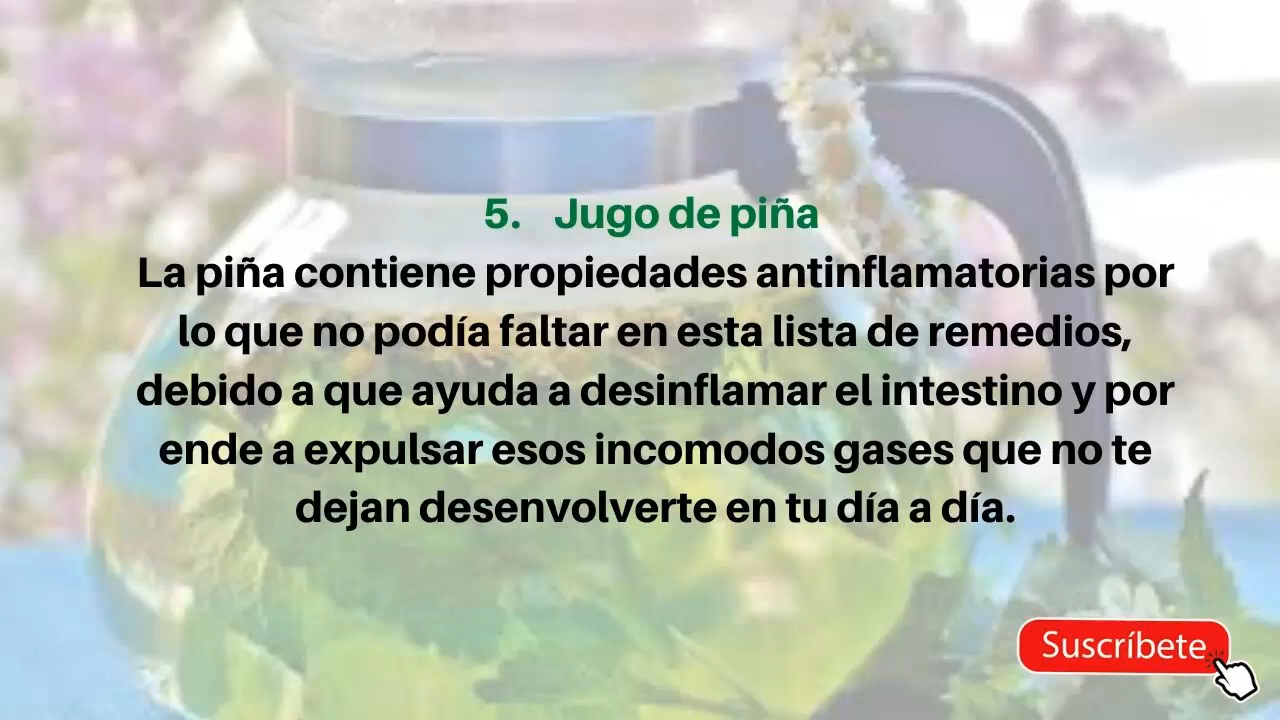 5. Jugo de piña
La piña contiene propiedades antinflamatorias por
lo que no podía faltar en esta lista de remedios,
debido a que ayuda a desinflamar el intestino y por
ende a expulsar esos incomodos gases que no te
dejan desenvolverte en tu día a día.
Suscríbete